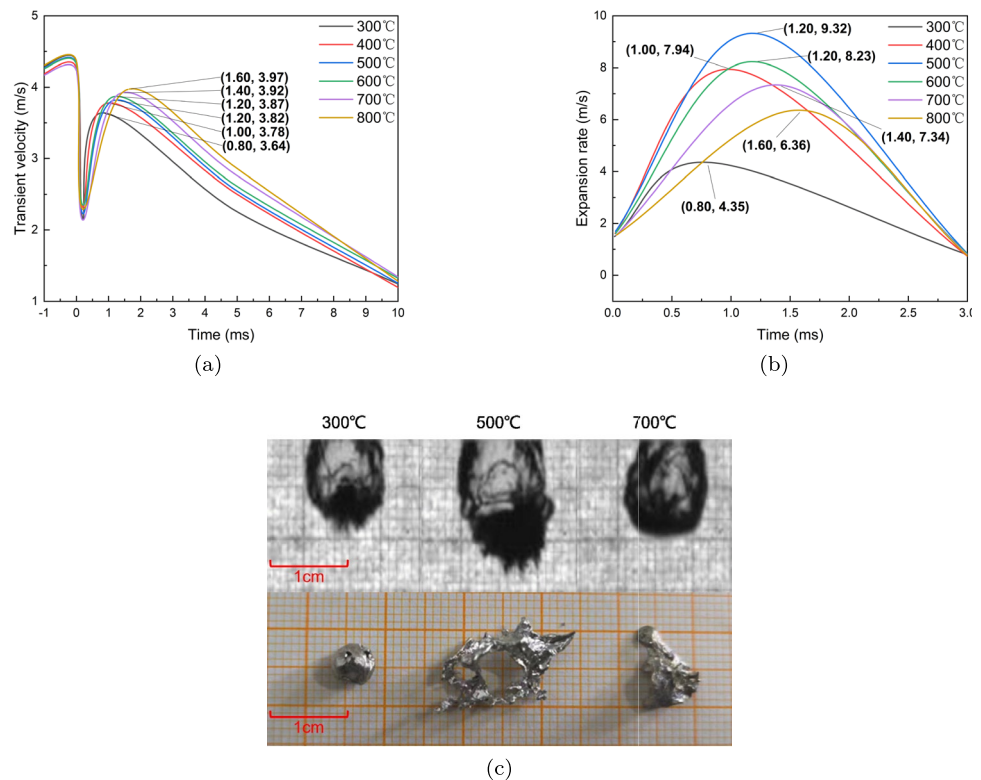 5
4
3
2
1
Transient velocity (m/s)
-1 0 1 2 3 4 5 6 7 8 9 10
Time (ms)
300℃
400℃
500℃
600℃
700℃
800℃
(1.60, 3.97)
(1.40, 3.92)
(1.20, 3.87)
(1.20, 3.82)
(1.00, 3.78)
(0.80, 3.64)
(a)
10
8
6
4
2
0
Expansion rate (m/s)
0.0 0.5 1.0 1.5 2.0 2.5 3.0
Time (ms)
300℃
400℃
500℃
600℃
700℃
800℃
(1.20, 9.32)
(1.00, 7.94)
(1.20, 8.23)
(1.40, 7.34)
(1.60, 6.36)
(0.80, 4.35)
(b)
300℃ 500℃ 700℃
1cm
1cm
(c)